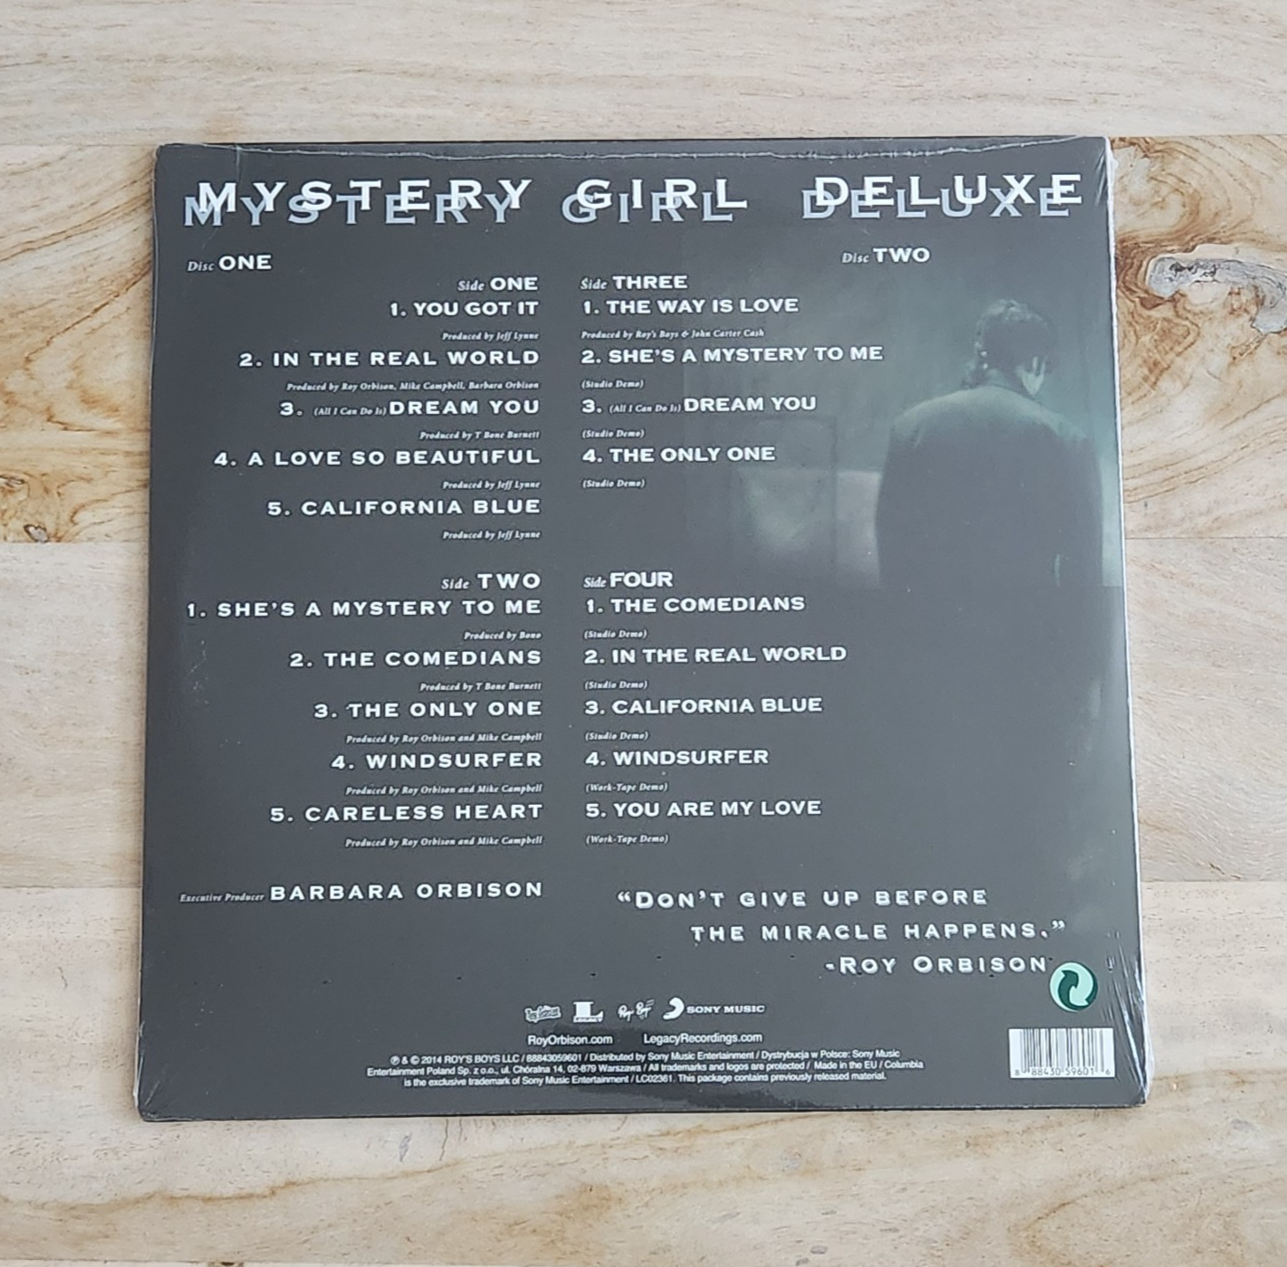 MYSTERY GIRL DELUXE
Disc ONE
Side ONE
1. YOU GOT IT
Produced by Jeff Lynne
2. IN THE REAL WORLD
Produced by Roy Orbison, Mike Campbell, Barbara Orbison
3. (All I Can Do Is) DREAM YOU
Produced by T Bone Burnett
4. A LOVE SO BEAUTIFUL
Produced by Jeff Lynne
5. CALIFORNIA BLUE
Produced by Jeff Lynne
Side TWO
1. SHE'S A MYSTERY TO ME
Produced by Bono
2. THE COMEDIANS
Produced by T Bone Burnett
3. THE ONLY ONE
Produced by Roy Orbison and Mike Campbell
4. WINDSURFER
Produced by Roy Orbison and Mike Campbell
5. CARELESS HEART
Produced by Roy Orbison and Mike Campbell
Executive Producer BARBARA ORBISON
Disc TWO
Side THREE
1. THE WAY IS LOVE
Produced by Roy's Boys & John Carter Cash
2. SHE'S A MYSTERY TO ME
(Studio Demo)
3. (All I Can Do Is) DREAM YOU
(Studio Demo)
4. THE ONLY ONE
(Studio Demo)
Side FOUR
1. THE COMEDIANS
(Studio Demo)
2. IN THE REAL WORLD
(Studio Demo)
3. CALIFORNIA BLUE
(Studio Demo)
4. WINDSURFER
(Work-Tape Demo)
5. YOU ARE MY LOVE
(Work-Tape Demo)
"DON'T GIVE UP BEFORE
THE MIRACLE HAPPENS."
-ROY ORBISON
L LEGACY SONY MUSIC
RoyOrbison.com LegacyRecordings.com
℗ & © 2014 ROY'S BOYS LLC / 88843059601 / Distributed by Sony Music Entertainment / Dystrybucja w Polsce: Sony Music
Entertainment Poland Sp. z o.o., ul. Chóralna 14, 02-879 Warszawa / All trademarks and logos are protected / Made in the EU / Columbia
is the exclusive trademark of Sony Music Entertainment / LC02361. This package contains previously released material.
8 88430 59601 6